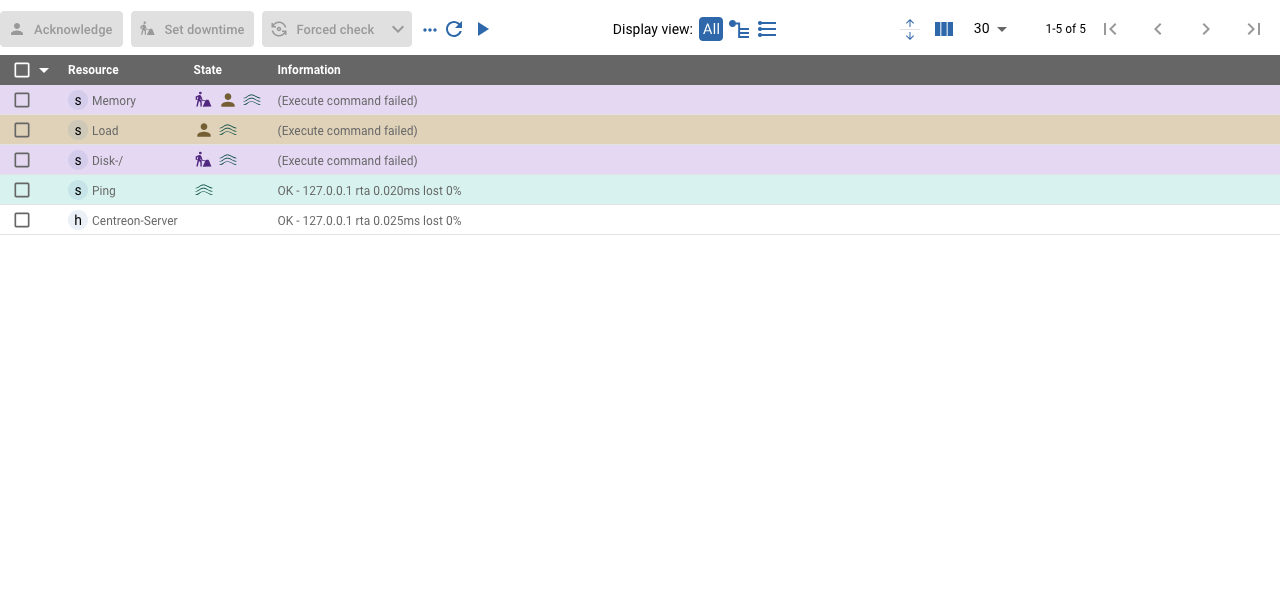 Acknowledge Set downtime Forced check Display view: All 30 1-5 of 5
Resource State Information
s Memory (Execute command failed)
s Load (Execute command failed)
s Disk-/ (Execute command failed)
s Ping OK - 127.0.0.1 rta 0.020ms lost 0%
h Centreon-Server OK - 127.0.0.1 rta 0.025ms lost 0%